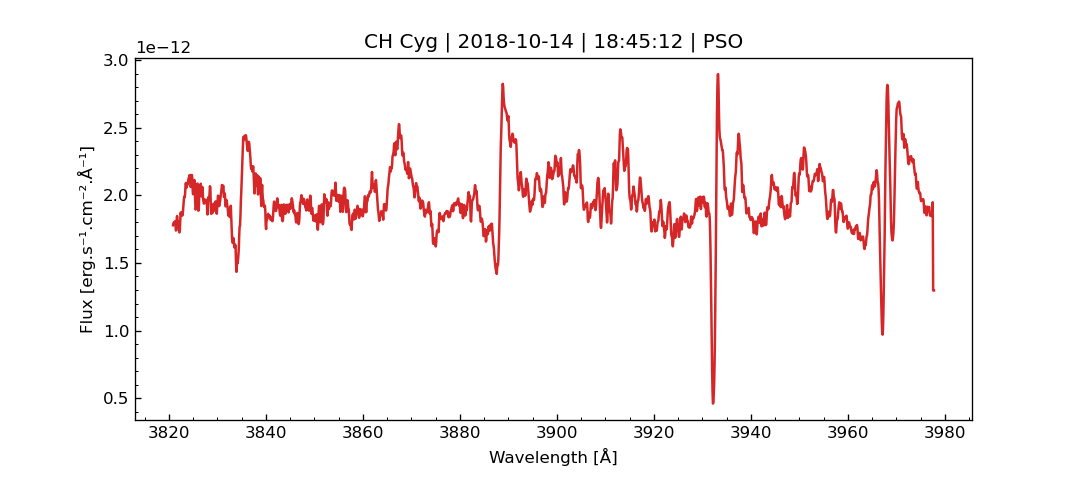 CH Cyg | 2018-10-14 | 18:45:12 | PSO
1e−12
3.0
2.5
2.0
1.5
1.0
0.5
Flux [erg.s⁻¹.cm⁻².Å⁻¹]
3820 3840 3860 3880 3900 3920 3940 3960 3980
Wavelength [Å]